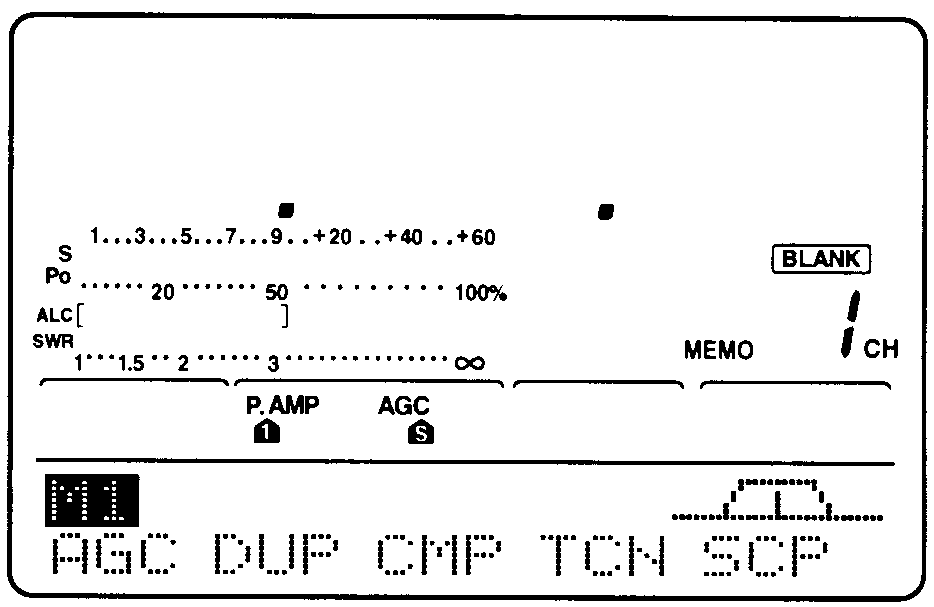 1...3...5...7...9..+20..+40..+60
S
BLANK
Po
20 50 100%
ALC [ ]
SWR
MEMO 1 CH
1 1.5 2 3 ∞
P. AMP AGC
1 S
M1
AGC DUP CMP TCN SCP